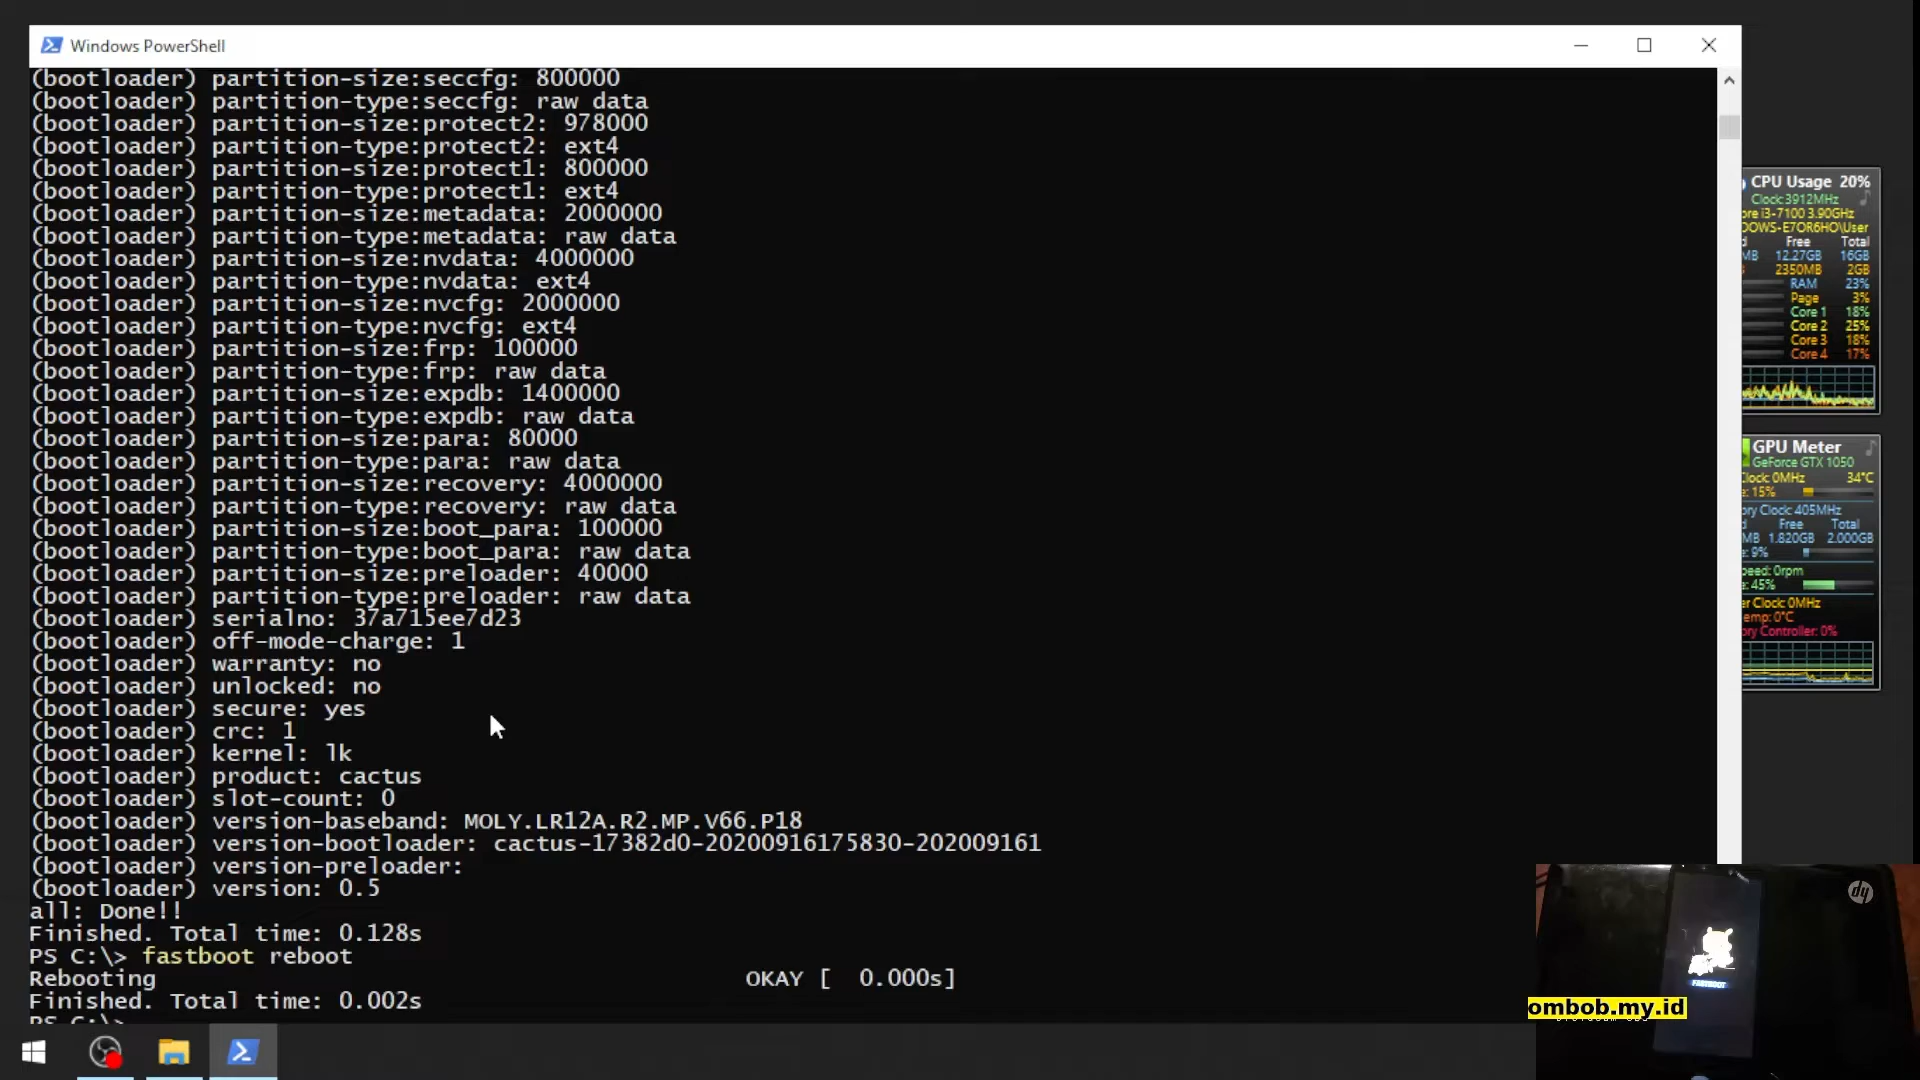 Windows PowerShell
(bootloader) partition-size:seccfg: 800000
(bootloader) partition-type:seccfg: raw data
(bootloader) partition-size:protect2: 978000
(bootloader) partition-type:protect2: ext4
(bootloader) partition-size:protect1: 800000
(bootloader) partition-type:protect1: ext4
(bootloader) partition-size:metadata: 2000000
(bootloader) partition-type:metadata: raw data
(bootloader) partition-size:nvdata: 4000000
(bootloader) partition-type:nvdata: ext4
(bootloader) partition-size:nvcfg: 2000000
(bootloader) partition-type:nvcfg: ext4
(bootloader) partition-size:frp: 100000
(bootloader) partition-type:frp: raw data
(bootloader) partition-size:expdb: 1400000
(bootloader) partition-type:expdb: raw data
(bootloader) partition-size:para: 80000
(bootloader) partition-type:para: raw data
(bootloader) partition-size:recovery: 4000000
(bootloader) partition-type:recovery: raw data
(bootloader) partition-size:boot_para: 100000
(bootloader) partition-type:boot_para: raw data
(bootloader) partition-size:preloader: 40000
(bootloader) partition-type:preloader: raw data
(bootloader) serialno: 37a715ee7d23
(bootloader) off-mode-charge: 1
(bootloader) warranty: no
(bootloader) unlocked: no
(bootloader) secure: yes
(bootloader) crc: 1
(bootloader) kernel: lk
(bootloader) product: cactus
(bootloader) slot-count: 0
(bootloader) version-baseband: MOLY.LR12A.R2.MP.V66.P18
(bootloader) version-bootloader: cactus-17382d0-20200916175830-202009161
(bootloader) version-preloader:
(bootloader) version: 0.5
all: Done!!
Finished. Total time: 0.128s
PS C:\> fastboot reboot
Rebooting OKAY [ 0.000s]
Finished. Total time: 0.002s
PS C:\>
CPU Usage 20%
Clock: 3912MHz
ore i3-7100 3.90GHz
DOWS-E7OR6HO\User
d Free Total
MB 12.27GB 16GB
2350MB 2GB
RAM 23%
Page 3%
Core 1 18%
Core 2 25%
Core 3 18%
Core 4 17%
GPU Meter
GeForce GTX 1050
Clock: 0MHz 34°C
e: 15%
ory Clock: 405MHz
d Free Total
MB 1.820GB 2.000GB
e: 9%
peed: 0rpm
e: 45%
er Clock: 0MHz
emp: 0°C
ory Controller: 0%
hp
FASTBOOT
ombob.my.id